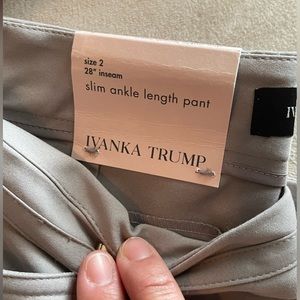 size 2
28" inseam
slim ankle length pant
IVANKA TRUMP